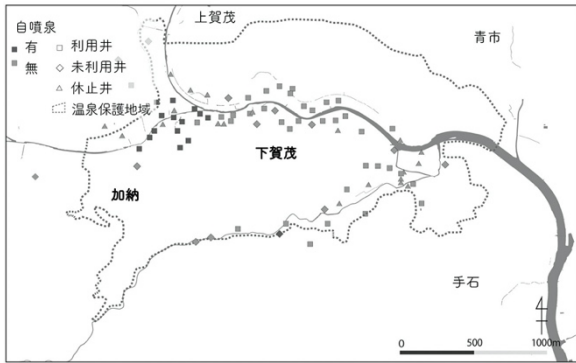 自噴泉
有
無
利用井
未利用井
休止井
温泉保護地域
上賀茂
青市
下賀茂
加納
手石
0 500 1000m